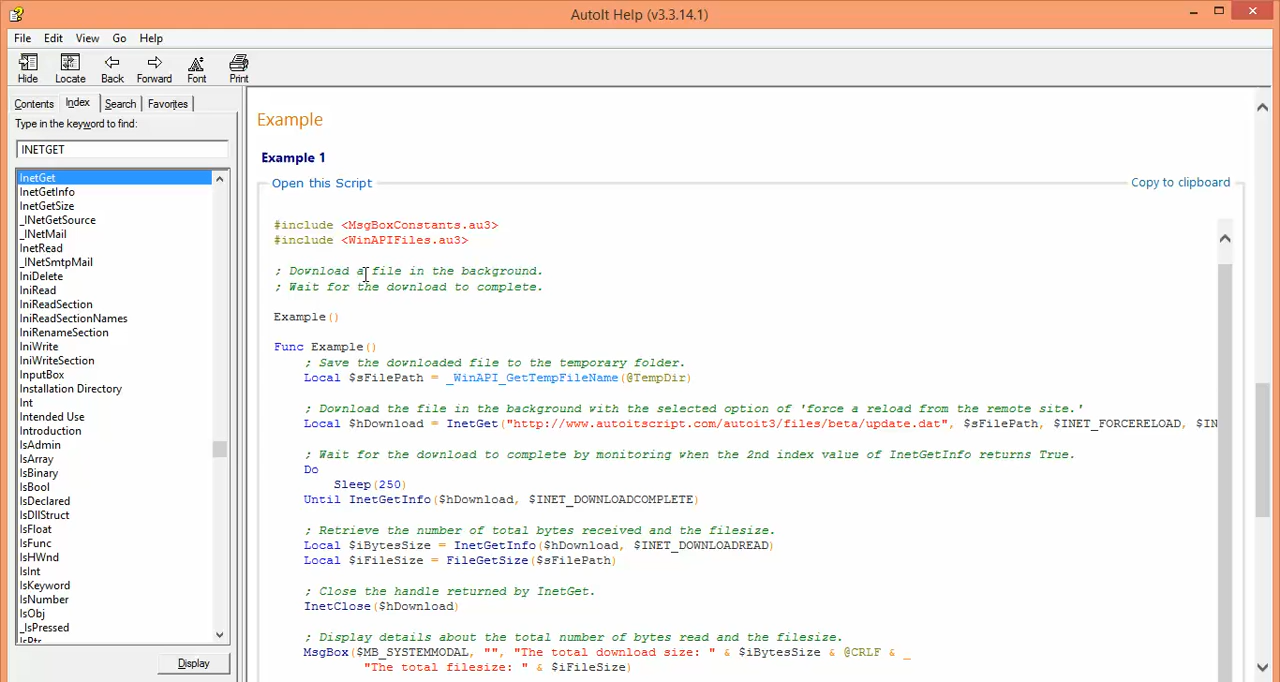 AutoIt Help (v3.3.14.1)
File Edit View Go Help
Hide Locate Back Forward Font Print
Contents Index Search Favorites
Type in the keyword to find:
INETGET
InetGet
InetGetInfo
InetGetSize
_INetGetSource
_INetMail
InetRead
_INetSmtpMail
IniDelete
IniRead
IniReadSection
IniReadSectionNames
IniRenameSection
IniWrite
IniWriteSection
InputBox
Installation Directory
Int
Intended Use
Introduction
IsAdmin
IsArray
IsBinary
IsBool
IsDeclared
IsDllStruct
IsFloat
IsFunc
IsHWnd
IsInt
IsKeyword
IsNumber
IsObj
_IsPressed
IsPtr
Display
Example
Example 1
Open this Script
Copy to clipboard
#include <MsgBoxConstants.au3>
#include <WinAPIFiles.au3>
; Download a file in the background.
; Wait for the download to complete.
Example()
Func Example()
; Save the downloaded file to the temporary folder.
Local $sFilePath = _WinAPI_GetTempFileName(@TempDir)
; Download the file in the background with the selected option of 'force a reload from the remote site.'
Local $hDownload = InetGet("http://www.autoitscript.com/autoit3/files/beta/update.dat", $sFilePath, $INET_FORCERELOAD, $IN
; Wait for the download to complete by monitoring when the 2nd index value of InetGetInfo returns True.
Do
Sleep(250)
Until InetGetInfo($hDownload, $INET_DOWNLOADCOMPLETE)
; Retrieve the number of total bytes received and the filesize.
Local $iBytesSize = InetGetInfo($hDownload, $INET_DOWNLOADREAD)
Local $iFileSize = FileGetSize($sFilePath)
; Close the handle returned by InetGet.
InetClose($hDownload)
; Display details about the total number of bytes read and the filesize.
MsgBox($MB_SYSTEMMODAL, "", "The total download size: " & $iBytesSize & @CRLF & _
"The total filesize: " & $iFileSize)